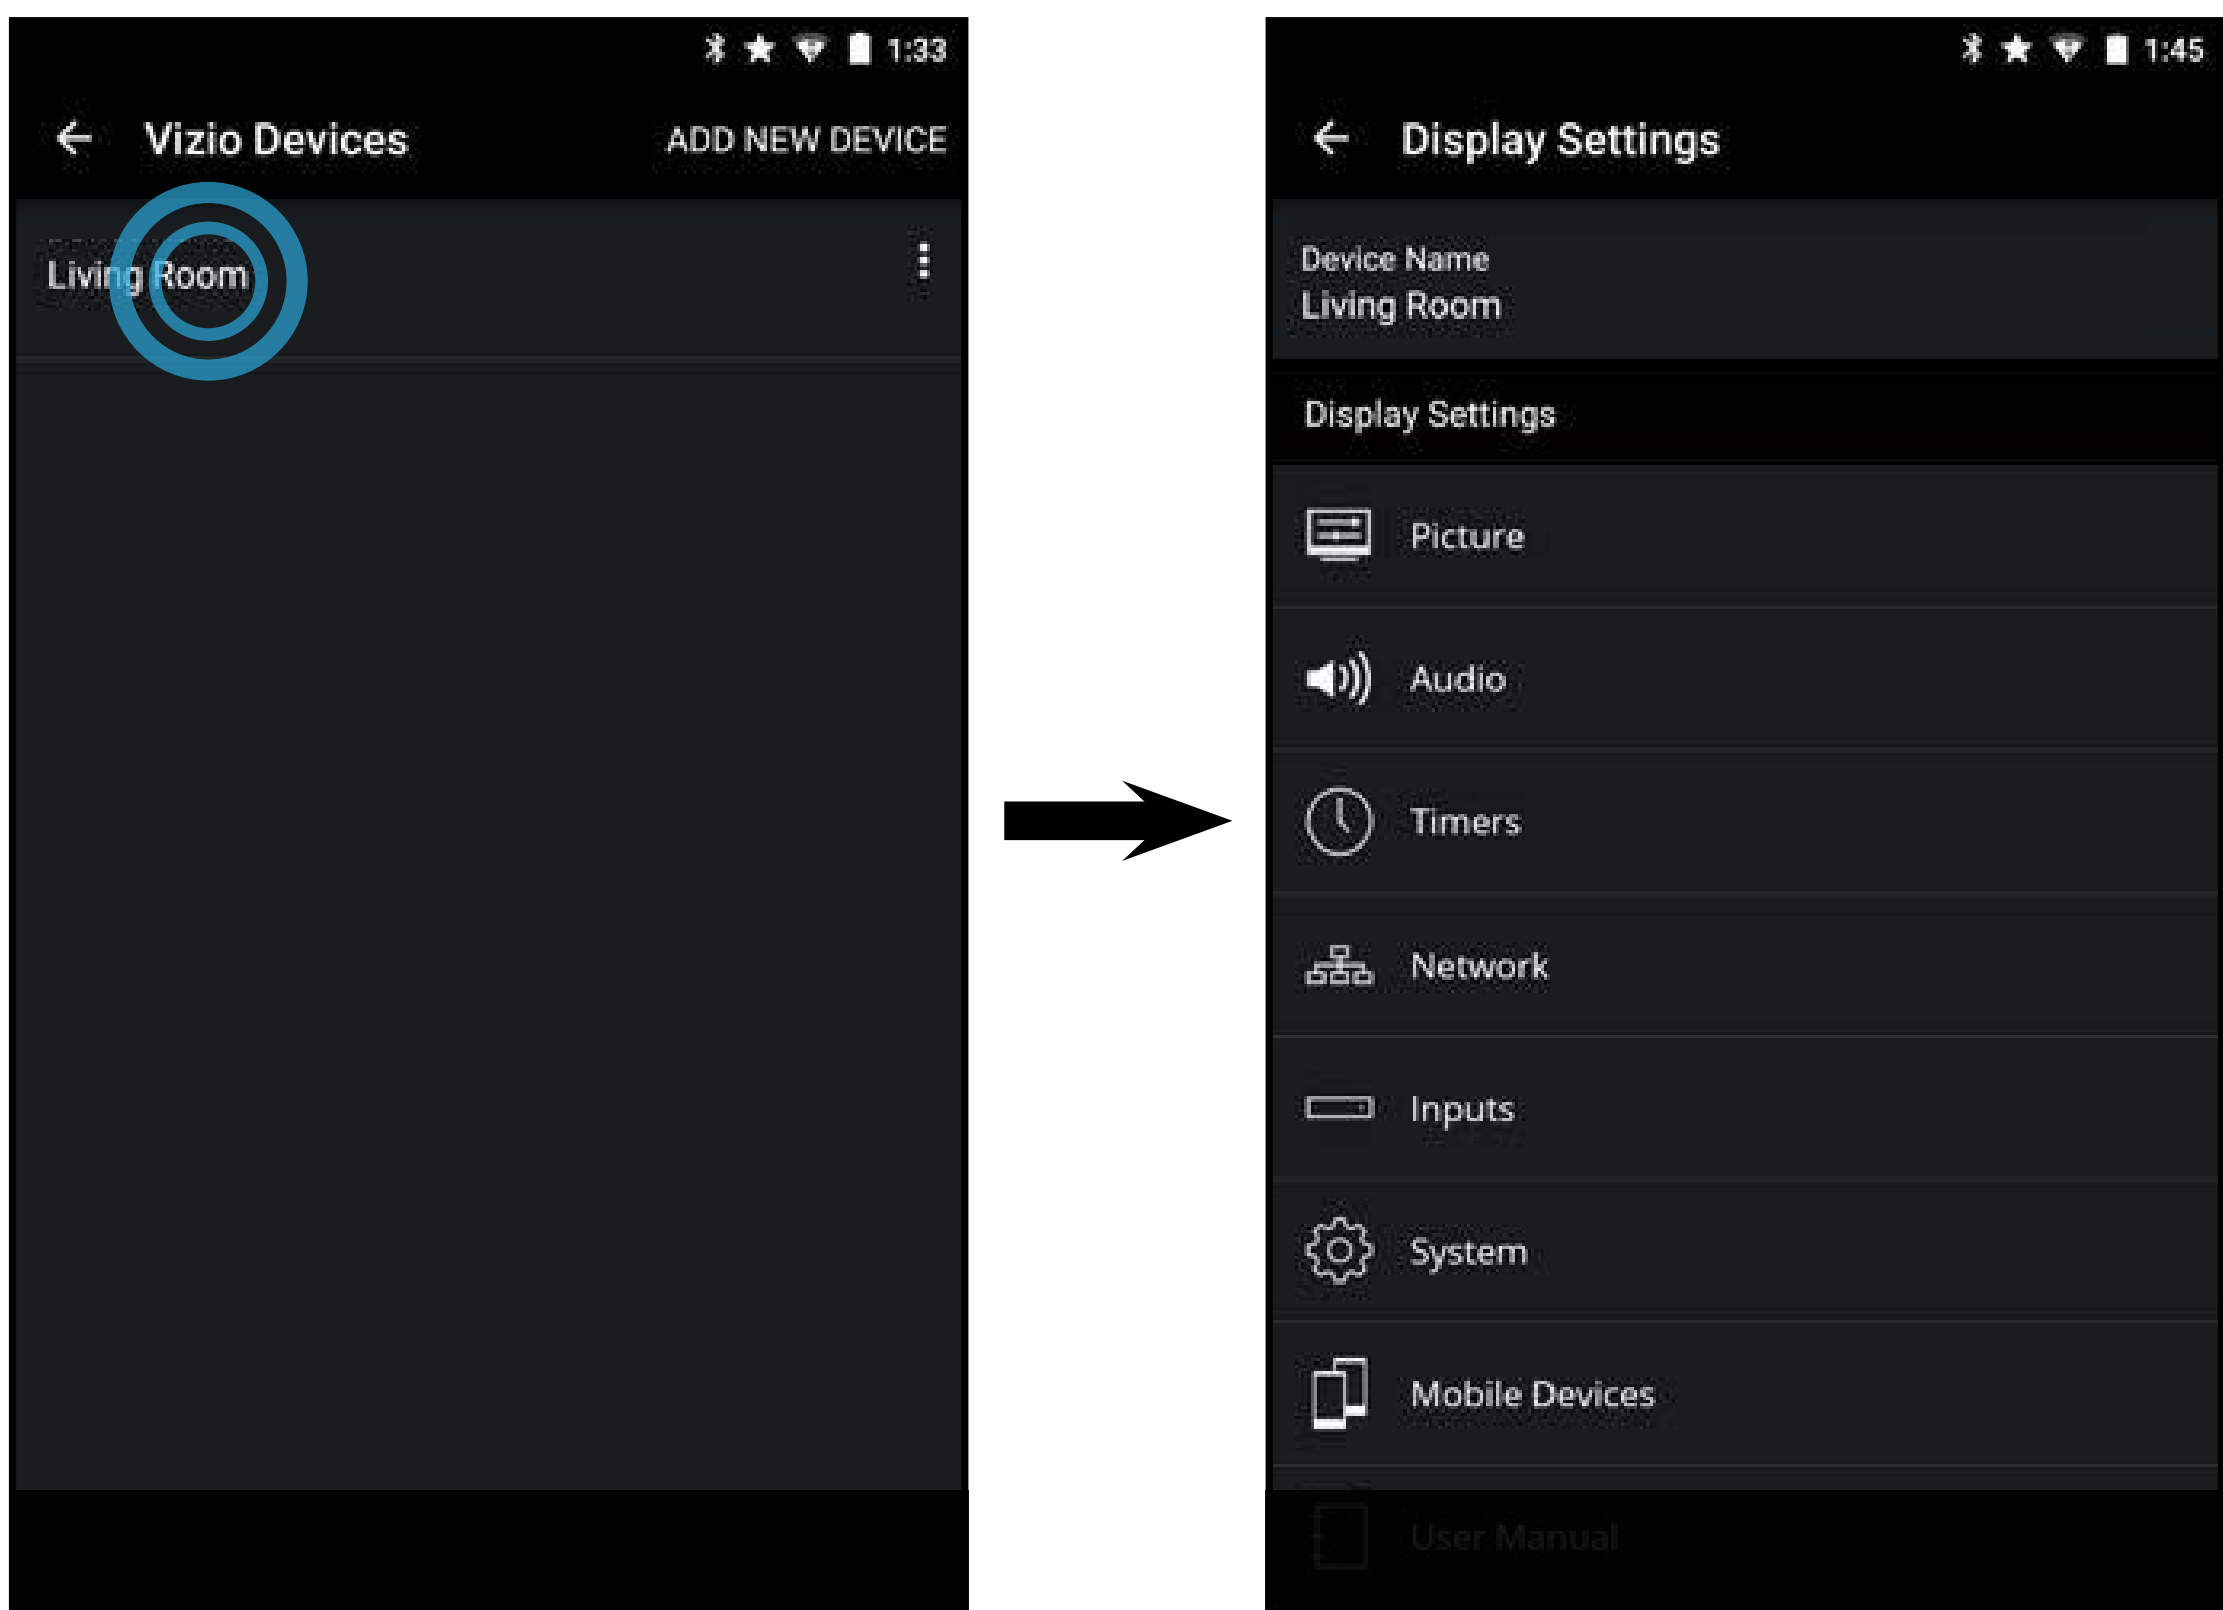 1:33
Vizio Devices
ADD NEW DEVICE
Living Room
1:45
Display Settings
Device Name
Living Room
Display Settings
Picture
Audio
Timers
Network
Inputs
System
Mobile Devices
User Manual